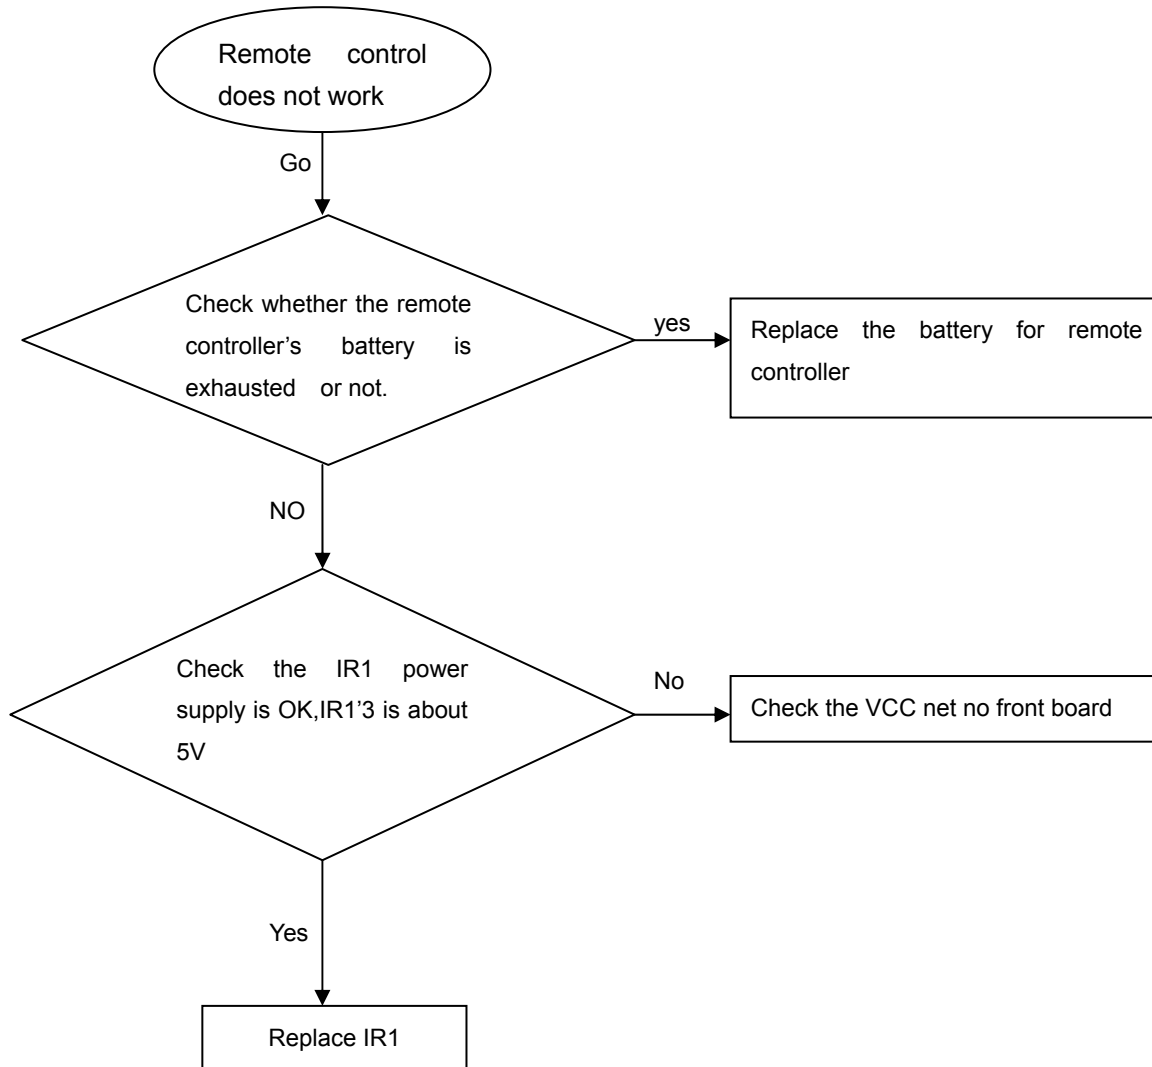 Remote control
does not work
Go
Check whether the remote
controller’s battery is
exhausted or not.
yes
Replace the battery for remote
controller
NO
Check the IR1 power
supply is OK,IR1’3 is about
5V
No
Check the VCC net no front board
Yes
Replace IR1